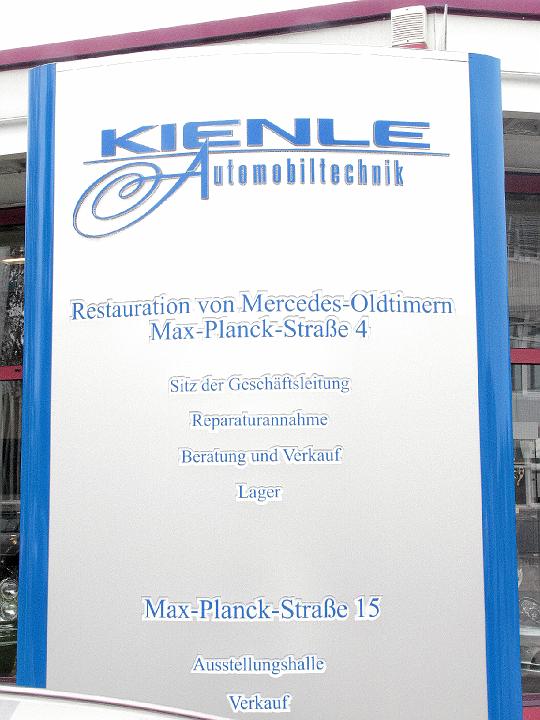 KIENLE
Automobiltechnik
Restauration von Mercedes-Oldtimern
Max-Planck-Straße 4
Sitz der Geschäftsleitung
Reparaturannahme
Beratung und Verkauf
Lager
Max-Planck-Straße 15
Ausstellungshalle
Verkauf